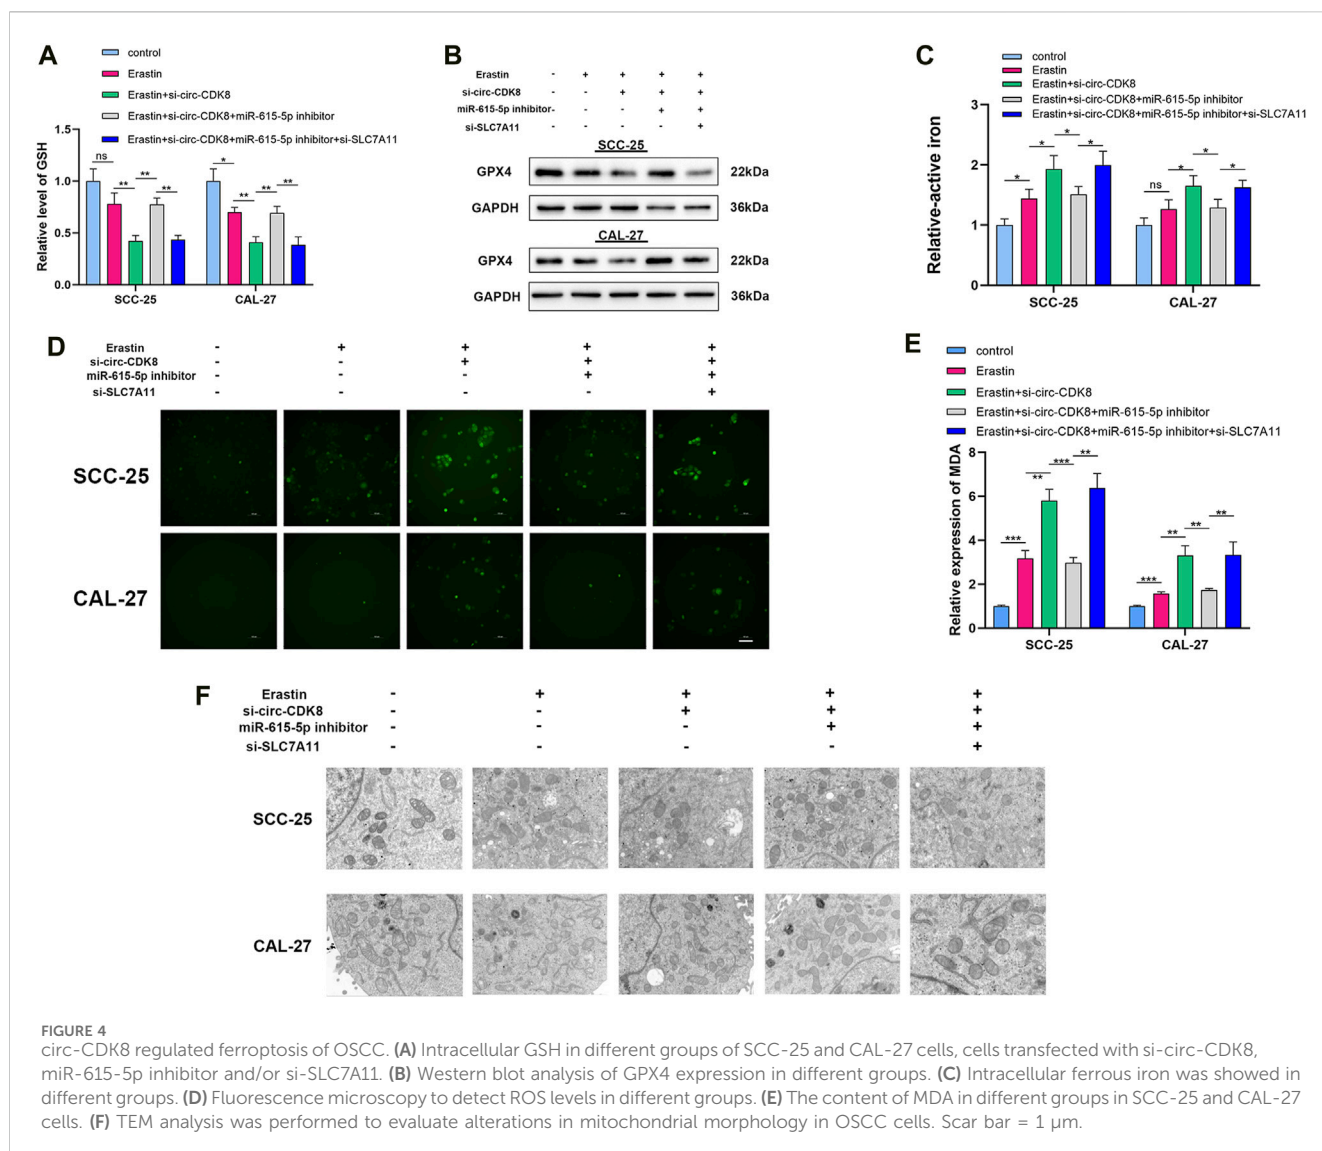 A
control
Erastin
Erastin+si-circ-CDK8
Erastin+si-circ-CDK8+miR-615-5p inhibitor
Erastin+si-circ-CDK8+miR-615-5p inhibitor+si-SLC7A11
Relative level of GSH
1.5
1.0
0.5
0.0
ns ** ** ** * ** ** **
SCC-25 CAL-27
B
Erastin - + + + +
si-circ-CDK8 - - + + +
miR-615-5p inhibitor - - - + +
si-SLC7A11 - - - - +
SCC-25
GPX4 22kDa
GAPDH 36kDa
CAL-27
GPX4 22kDa
GAPDH 36kDa
C
control
Erastin
Erastin+si-circ-CDK8
Erastin+si-circ-CDK8+miR-615-5p inhibitor
Erastin+si-circ-CDK8+miR-615-5p inhibitor+si-SLC7A11
Relative-active iron
3
2
1
0
* * * * ns * * *
SCC-25 CAL-27
D
Erastin - + + + +
si-circ-CDK8 - - + + +
miR-615-5p inhibitor - - - + +
si-SLC7A11 - - - - +
SCC-25
CAL-27
E
control
Erastin
Erastin+si-circ-CDK8
Erastin+si-circ-CDK8+miR-615-5p inhibitor
Erastin+si-circ-CDK8+miR-615-5p inhibitor+si-SLC7A11
Relative expression of MDA
8
6
4
2
0
*** ** *** ** *** ** ** **
SCC-25 CAL-27
F
Erastin - + + + +
si-circ-CDK8 - - + + +
miR-615-5p inhibitor - - - + +
si-SLC7A11 - - - - +
SCC-25
CAL-27
FIGURE 4
circ-CDK8 regulated ferroptosis of OSCC. (A) Intracellular GSH in different groups of SCC-25 and CAL-27 cells, cells transfected with si-circ-CDK8,
miR-615-5p inhibitor and/or si-SLC7A11. (B) Western blot analysis of GPX4 expression in different groups. (C) Intracellular ferrous iron was showed in
different groups. (D) Fluorescence microscopy to detect ROS levels in different groups. (E) The content of MDA in different groups in SCC-25 and CAL-27
cells. (F) TEM analysis was performed to evaluate alterations in mitochondrial morphology in OSCC cells. Scar bar = 1 µm.